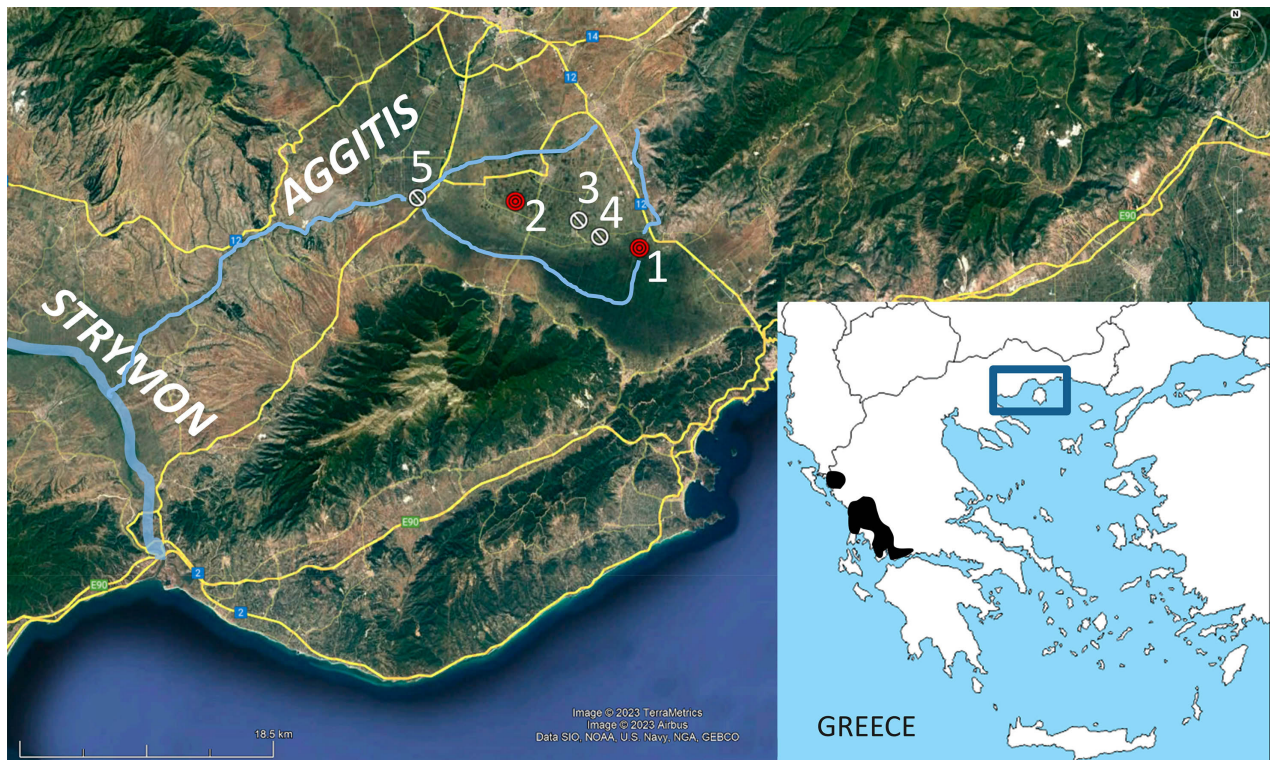 N
14
12
AGGITIS
5
3
2
4
12
12
1
E90
STRYMON
E90
2
E90
2
Image © 2023 TerraMetrics
Image © 2023 Airbus
Data SIO, NOAA, U.S. Navy, NGA, GEBCO
18.5 km
GREECE